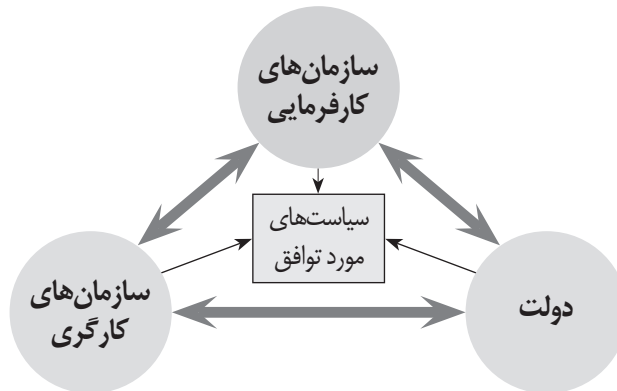 سازمان‌های
کارفرمایی
سیاست‌های
مورد توافق
دولت
سازمان‌های
کارگری